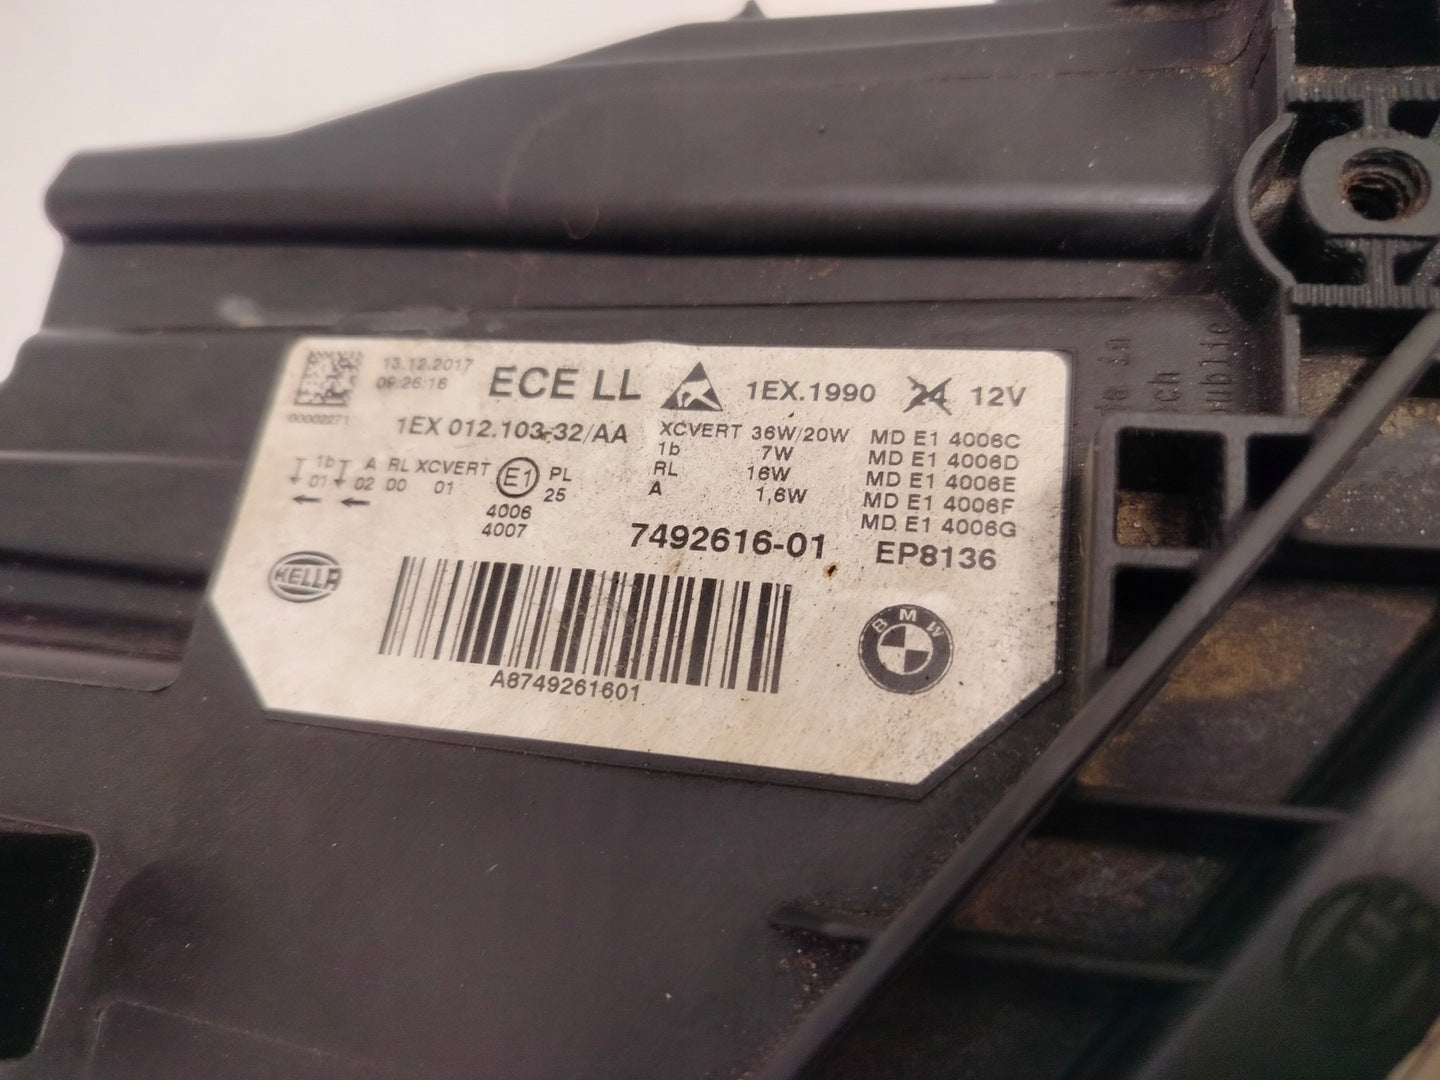 13.12.2017
09:26:16
00002271
ECE LL
1EX.1990
24 12V
1EX 012.103-32/AA
XCVERT 36W/20W
1b 7W
RL 16W
A 1,6W
MD E1 4006C
MD E1 4006D
MD E1 4006E
MD E1 4006F
MD E1 4006G
1b A RL XCVERT
01 02 00 01
E1
PL
25
4006
4007
7492616-01
EP8136
HELLA
BMW
A8749261601